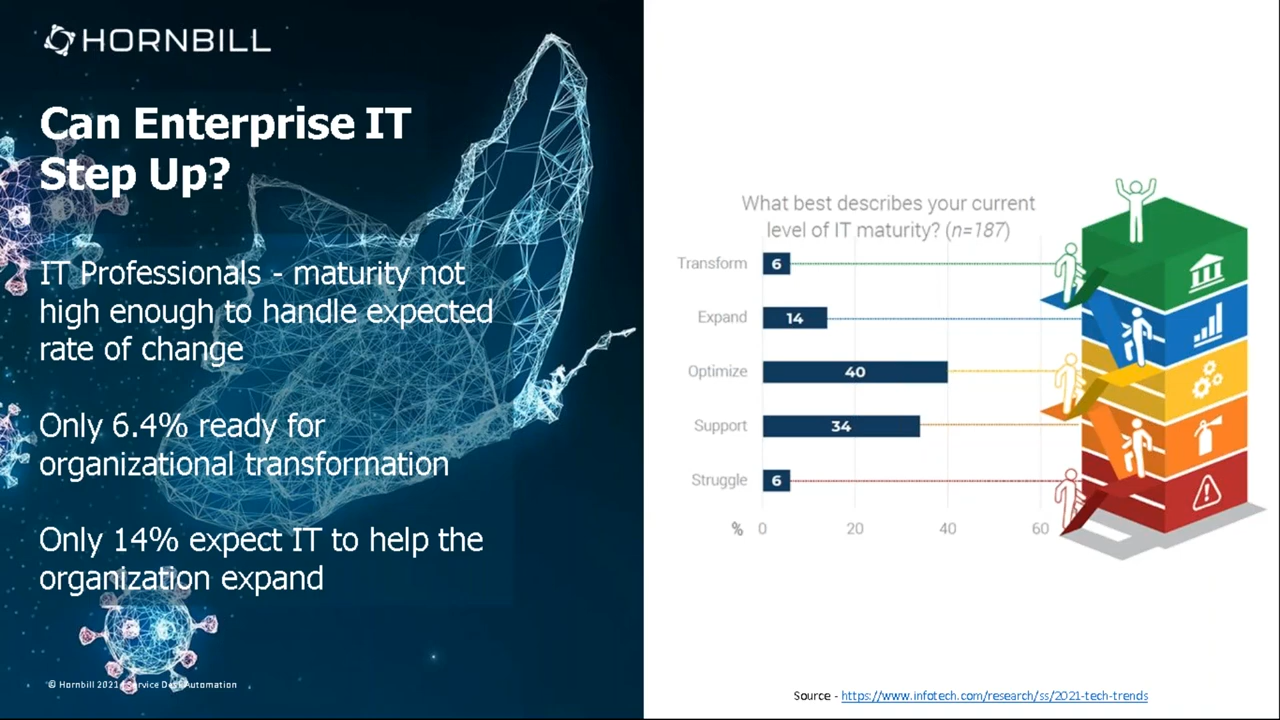 HORNBILL
Can Enterprise IT
Step Up?
IT Professionals - maturity not
high enough to handle expected
rate of change
Only 6.4% ready for
organizational transformation
Only 14% expect IT to help the
organization expand
© Hornbill 2021 Service Desk Automation
What best describes your current
level of IT maturity? (n=187)
Transform 6
Expand 14
Optimize 40
Support 34
Struggle 6
% 0 20 40 60
Source - https://www.infotech.com/research/ss/2021-tech-trends